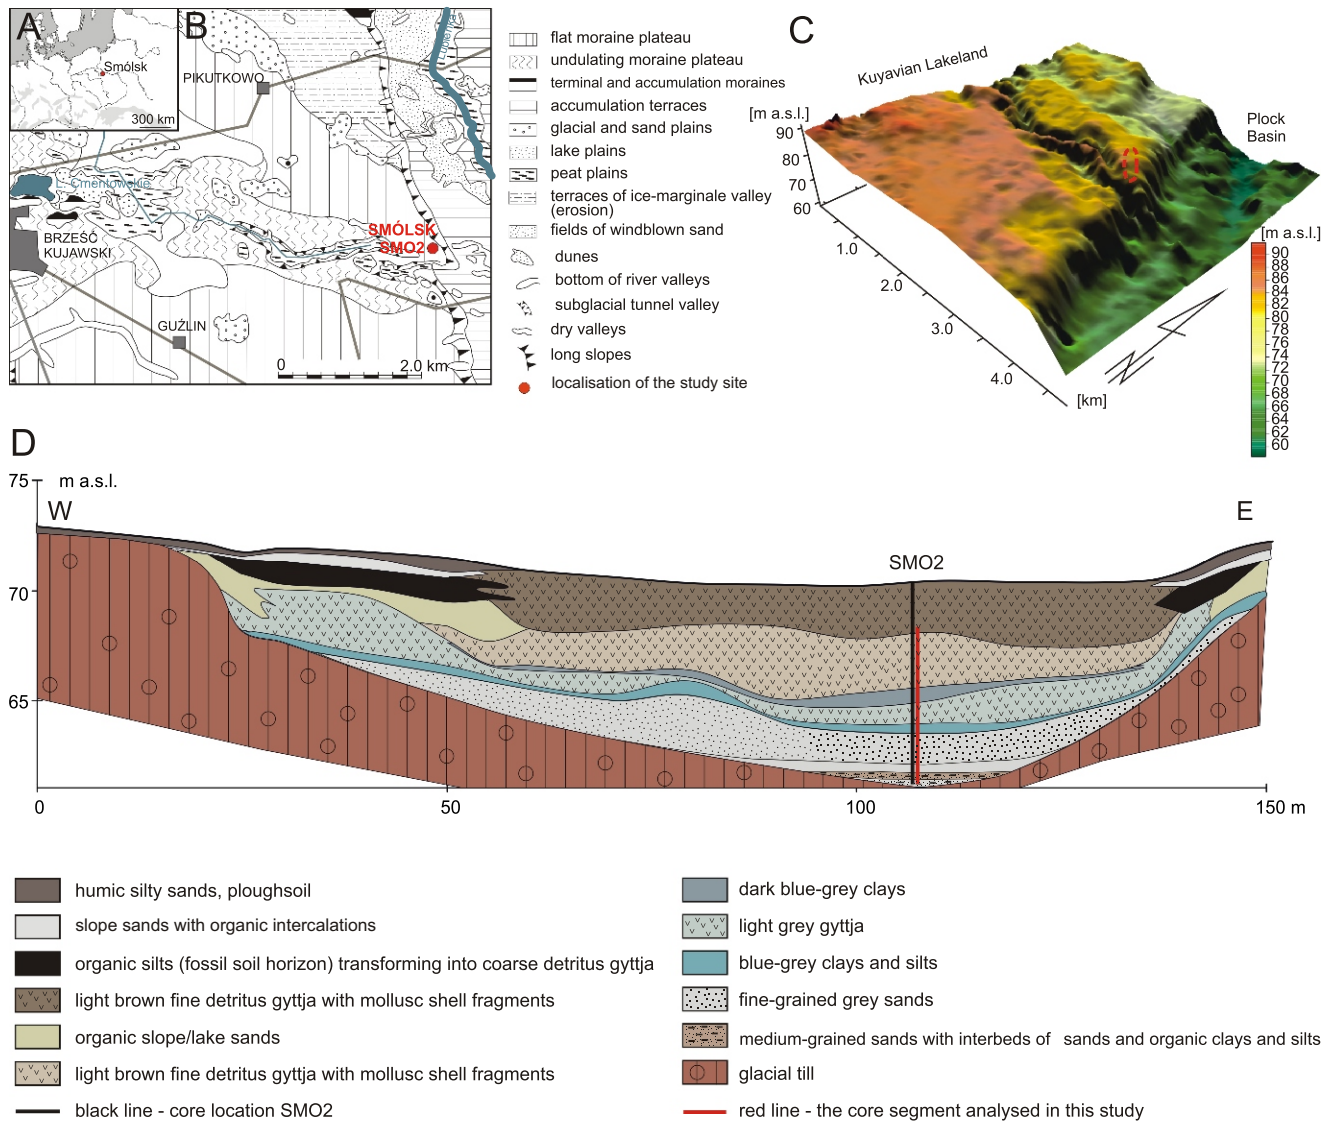 A
B
Smólsk
300 km
PIKUTKOWO
L. Cmentowskie
BRZEŚĆ
KUJAWSKI
SMÓLSK
SMO2
GUŹLIN
0
2.0 km
flat moraine plateau
undulating moraine plateau
terminal and accumulation moraines
accumulation terraces
glacial and sand plains
lake plains
peat plains
terraces of ice-marginale valley
(erosion)
fields of windblown sand
dunes
bottom of river valleys
subglacial tunnel valley
dry valleys
long slopes
localisation of the study site
C
Kuyavian Lakeland
Plock
Basin
[m a.s.l.]
90
80
70
60
1.0
2.0
3.0
4.0
[km]
N
[m a.s.l.]
90
88
86
84
82
80
78
76
74
72
70
68
66
64
62
60
D
75
m a.s.l.
W
E
SMO2
70
65
0
50
100
150 m
humic silty sands, ploughsoil
slope sands with organic intercalations
organic silts (fossil soil horizon) transforming into coarse detritus gyttja
light brown fine detritus gyttja with mollusc shell fragments
organic slope/lake sands
light brown fine detritus gyttja with mollusc shell fragments
black line - core location SMO2
dark blue-grey clays
light grey gyttja
blue-grey clays and silts
fine-grained grey sands
medium-grained sands with interbeds of sands and organic clays and silts
glacial till
red line - the core segment analysed in this study